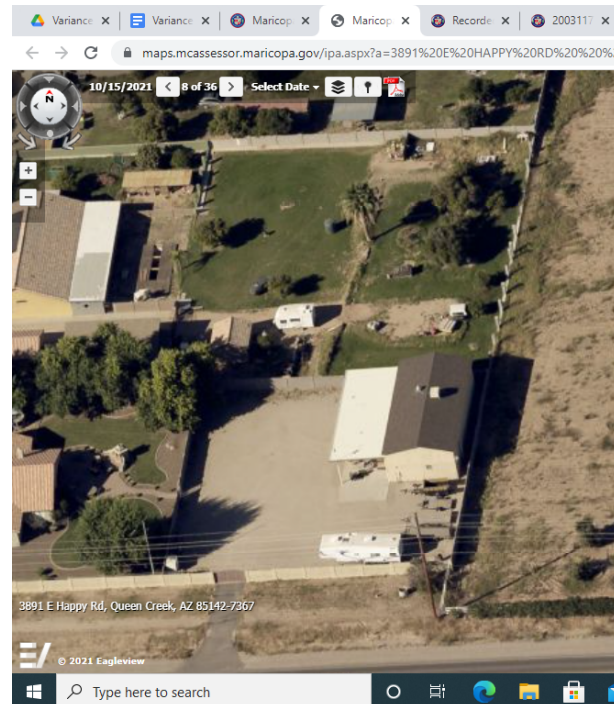 Variance
Variance
Maricop
Maricop
Recorde
2003117
maps.mcassessor.maricopa.gov/ipa.aspx?a=3891%20E%20HAPPY%20RD%20%20%
10/15/2021 8 of 36 Select Date
N
PDF
+
−
3891 E Happy Rd, Queen Creek, AZ 85142-7367
© 2021 Eagleview
Type here to search